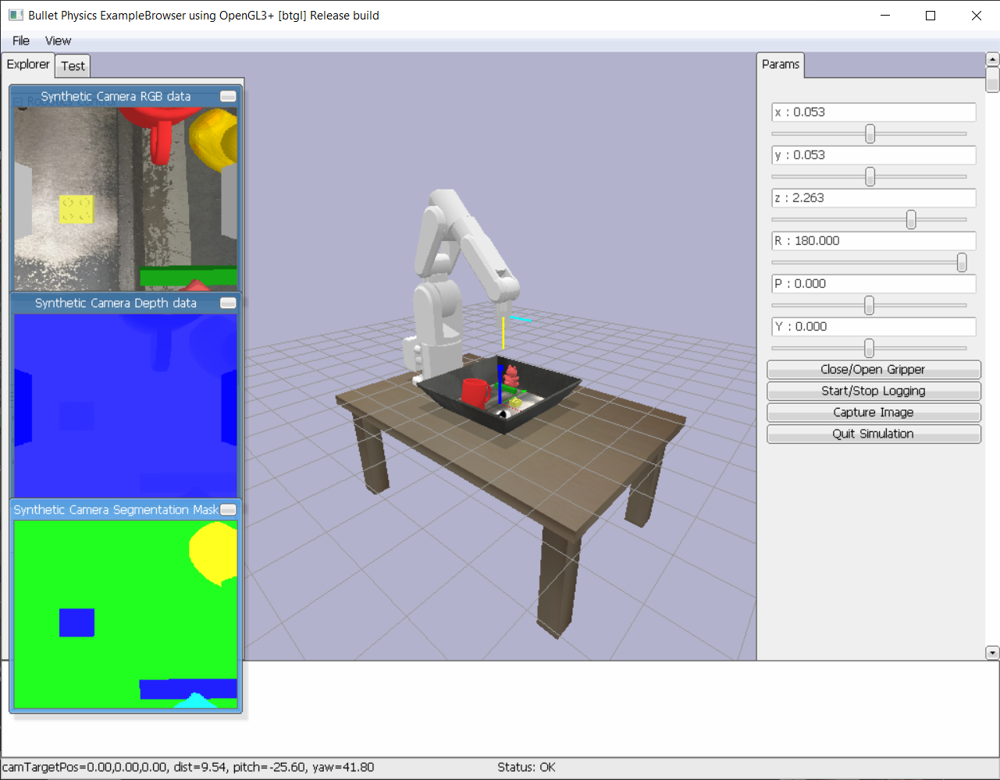 Bullet Physics ExampleBrowser using OpenGL3+ [btgl] Release build
File View
Explorer Test
Params
Synthetic Camera RGB data
Robotics Control
x : 0.053
y : 0.053
z : 2.263
R : 180.000
P : 0.000
Synthetic Camera Depth data
Y : 0.000
Close/Open Gripper
Start/Stop Logging
Capture Image
Quit Simulation
Synthetic Camera Segmentation Mask
camTargetPos=0.00,0.00,0.00, dist=9.54, pitch=-25.60, yaw=41.80 Status: OK